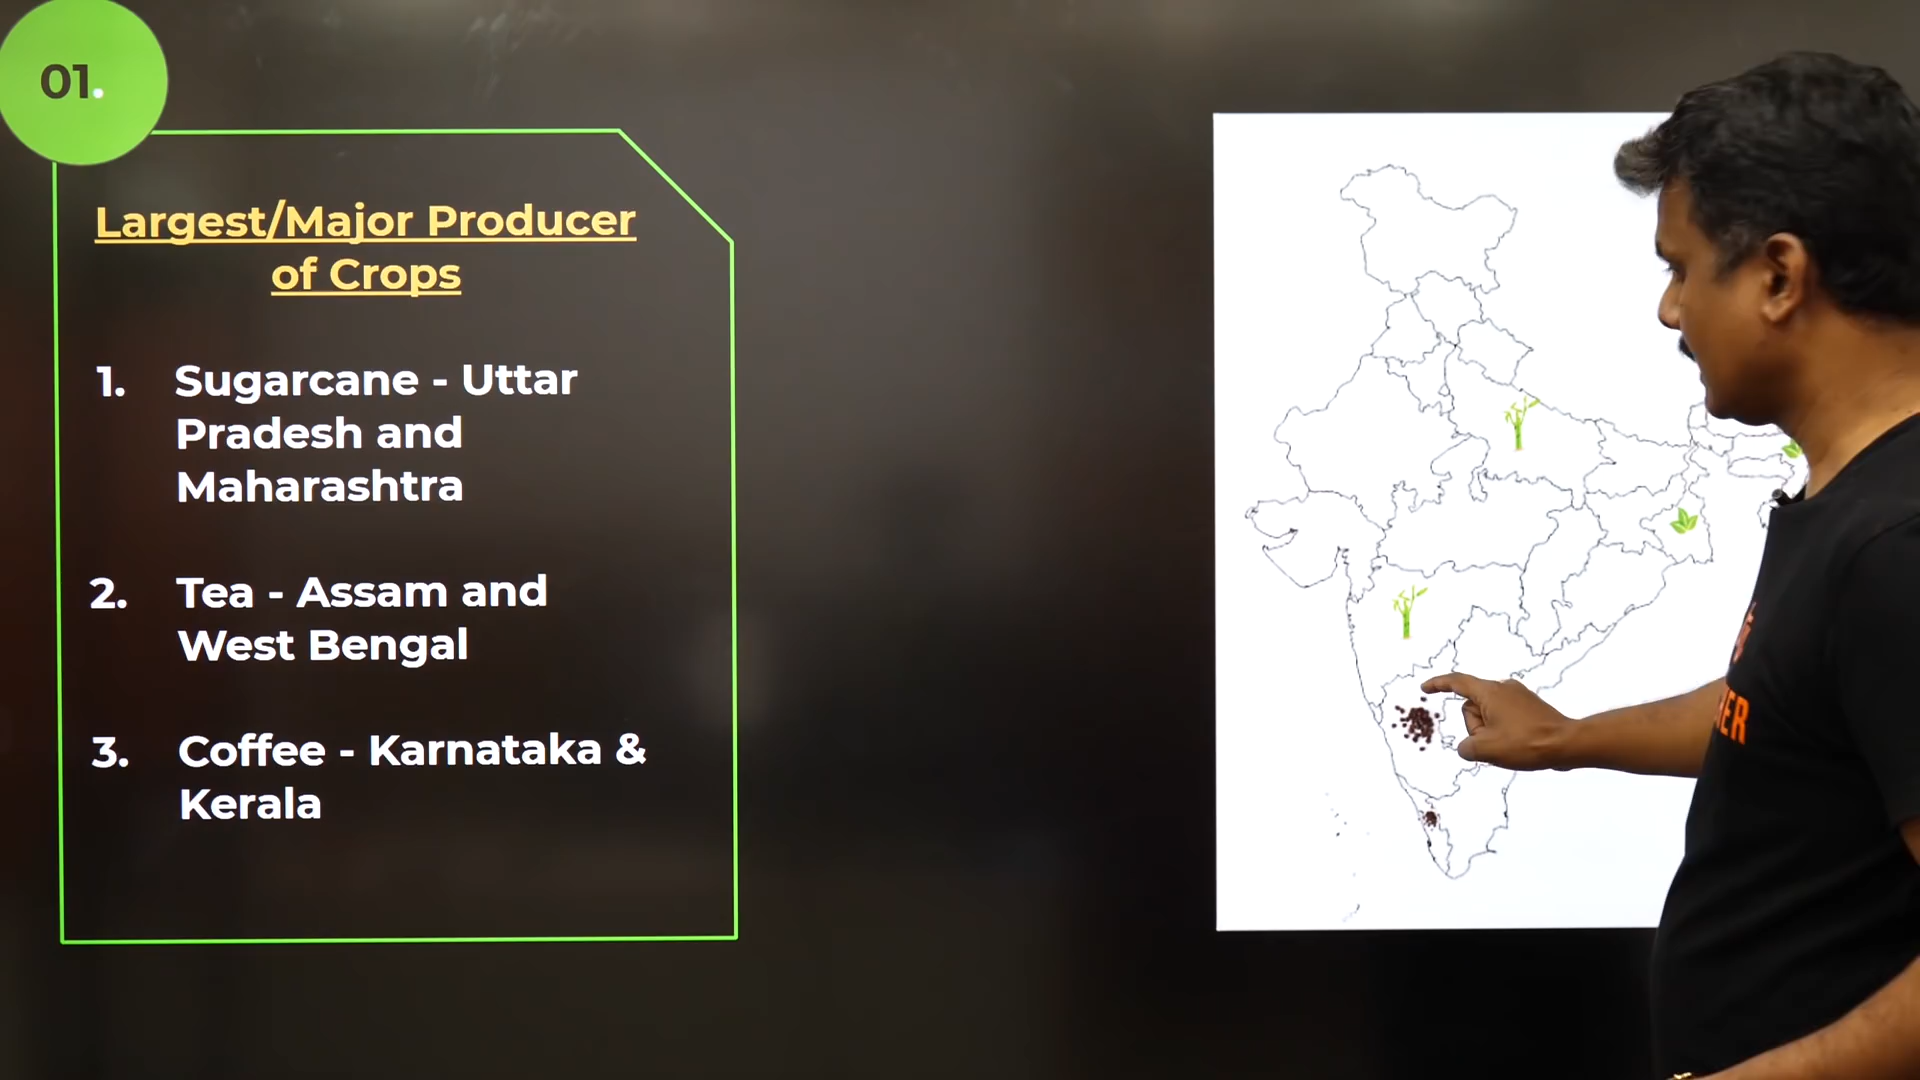 01.
Largest/Major Producer
of Crops
1. Sugarcane - Uttar
Pradesh and
Maharashtra
2. Tea - Assam and
West Bengal
3. Coffee - Karnataka &
Kerala